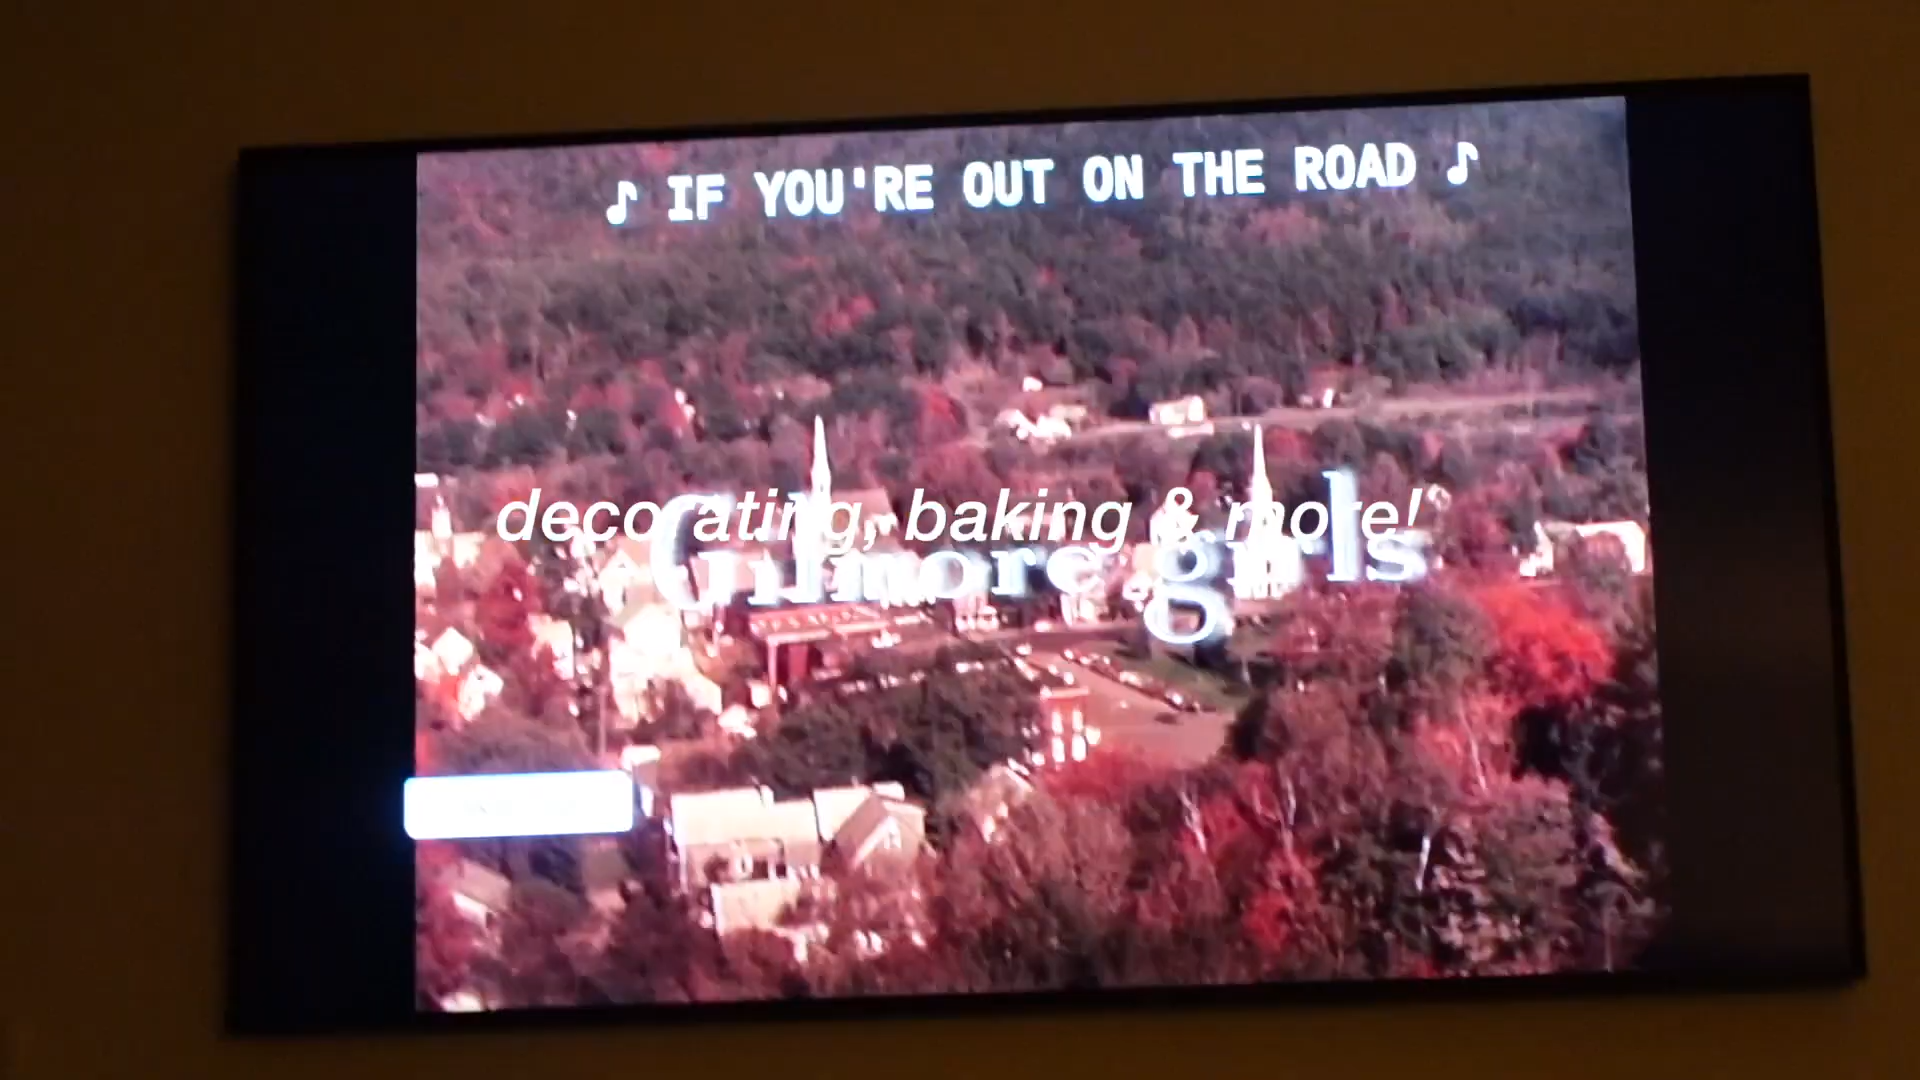 ♪ IF YOU'RE OUT ON THE ROAD ♪
decorating, baking & more!
Gilmore girls